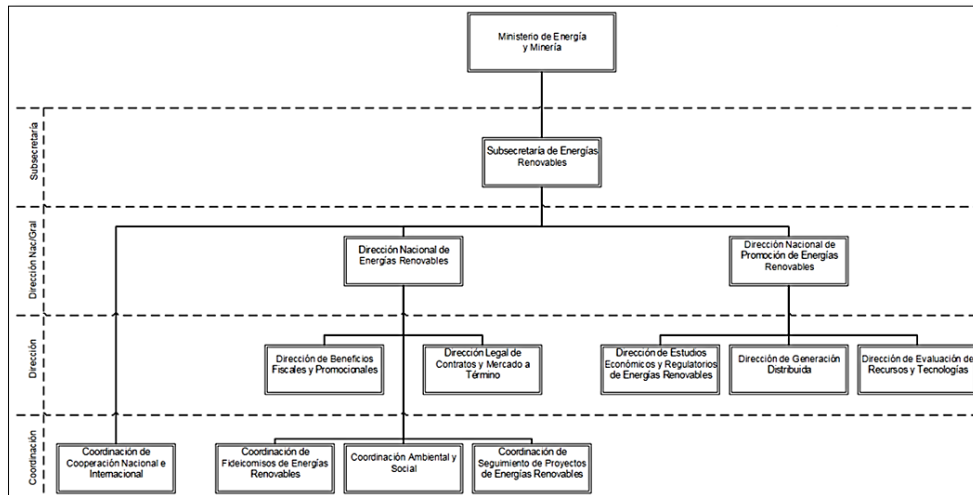 Ministerio de Energía
y Minería
Subsecretaría
Subsecretaría de Energías
Renovables
Dirección Nac/Gral
Dirección Nacional de
Energías Renovables
Dirección Nacional de
Promoción de Energías
Renovables
Dirección
Dirección de Beneficios
Fiscales y Promocionales
Dirección Legal de
Contratos y Mercado a
Término
Dirección de Estudios
Económicos y Regulatorios
de Energías Renovables
Dirección de Generación
Distribuida
Dirección de Evaluación de
Recursos y Tecnologías
Coordinación
Coordinación de
Cooperación Nacional e
Internacional
Coordinación de
Fideicomisos de Energías
Renovables
Coordinación Ambiental y
Social
Coordinación de
Seguimiento de Proyectos
de Energías Renovables